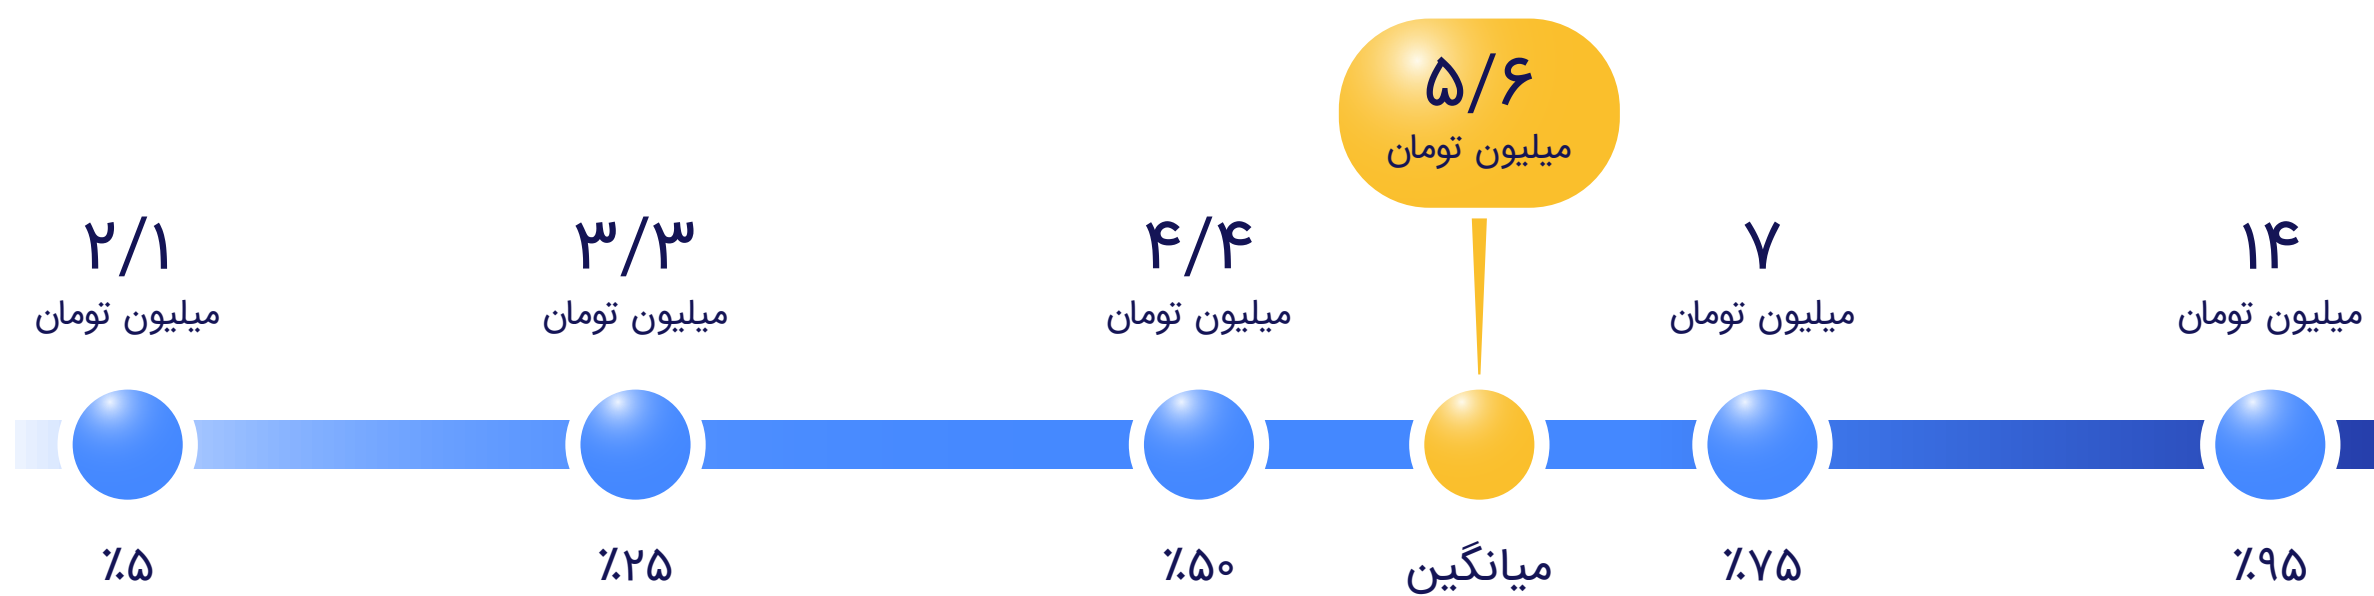 ۵/۶
میلیون تومان
۲/۱
میلیون تومان
۳/۳
میلیون تومان
۴/۴
میلیون تومان
۷
میلیون تومان
۱۴
میلیون تومان
٪۵
٪۲۵
٪۵۰
میانگین
٪۷۵
٪۹۵